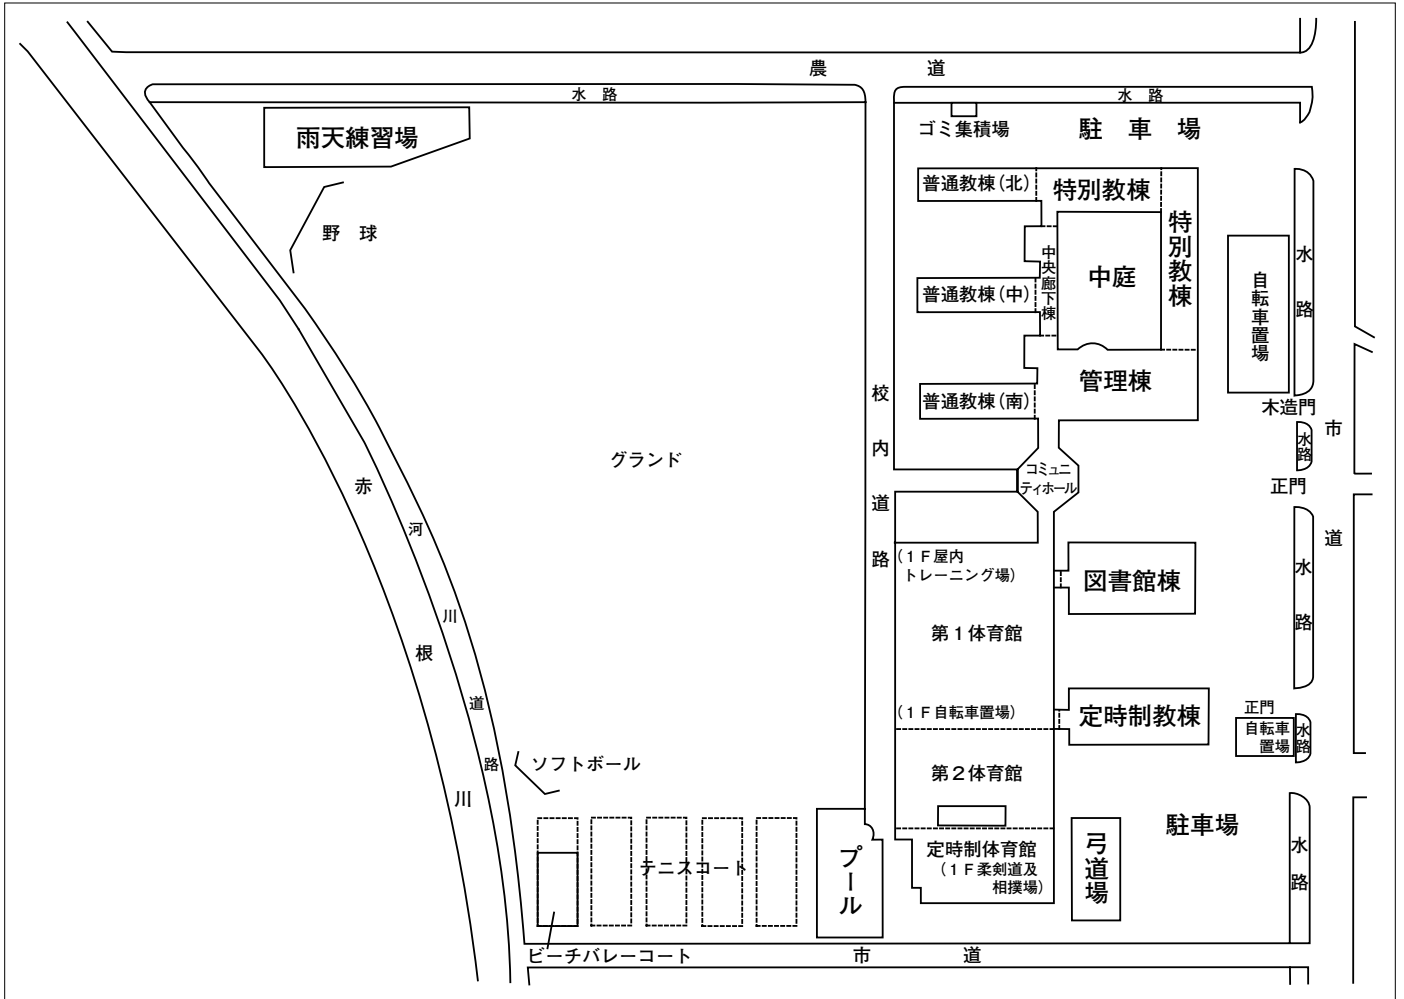 農道
水路
水路
雨天練習場
ゴミ集積場
駐車場
普通教棟(北)
特別教棟
特別教棟
野球
中央廊下棟
中庭
水路
自転車置場
普通教棟(中)
管理棟
普通教棟(南)
木造門
市道
水路
校内道路
グランド
コミュニ
ティホール
正門
赤根川
河川道路
(1F屋内
トレーニング場)
図書館棟
水路
第1体育館
(1F自転車置場)
定時制教棟
正門
自転車
置場
水路
ソフトボール
第2体育館
駐車場
テニスコート
プール
定時制体育館
(1F柔剣道及
相撲場)
弓道場
水路
ビーチバレーコート
市道